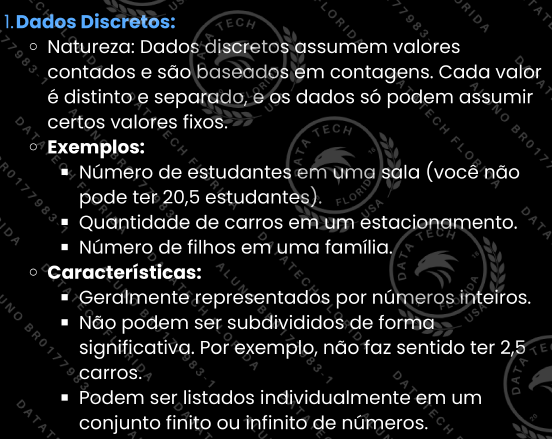 1. Dados Discretos:
Natureza: Dados discretos assumem valores
contados e são baseados em contagens. Cada valor
é distinto e separado, e os dados só podem assumir
certos valores fixos.
Exemplos:
Número de estudantes em uma sala (você não
pode ter 20,5 estudantes).
Quantidade de carros em um estacionamento.
Número de filhos em uma família.
Características:
Geralmente representados por números inteiros.
Não podem ser subdivididos de forma
significativa. Por exemplo, não faz sentido ter 2,5
carros.
Podem ser listados individualmente em um
conjunto finito ou infinito de números.